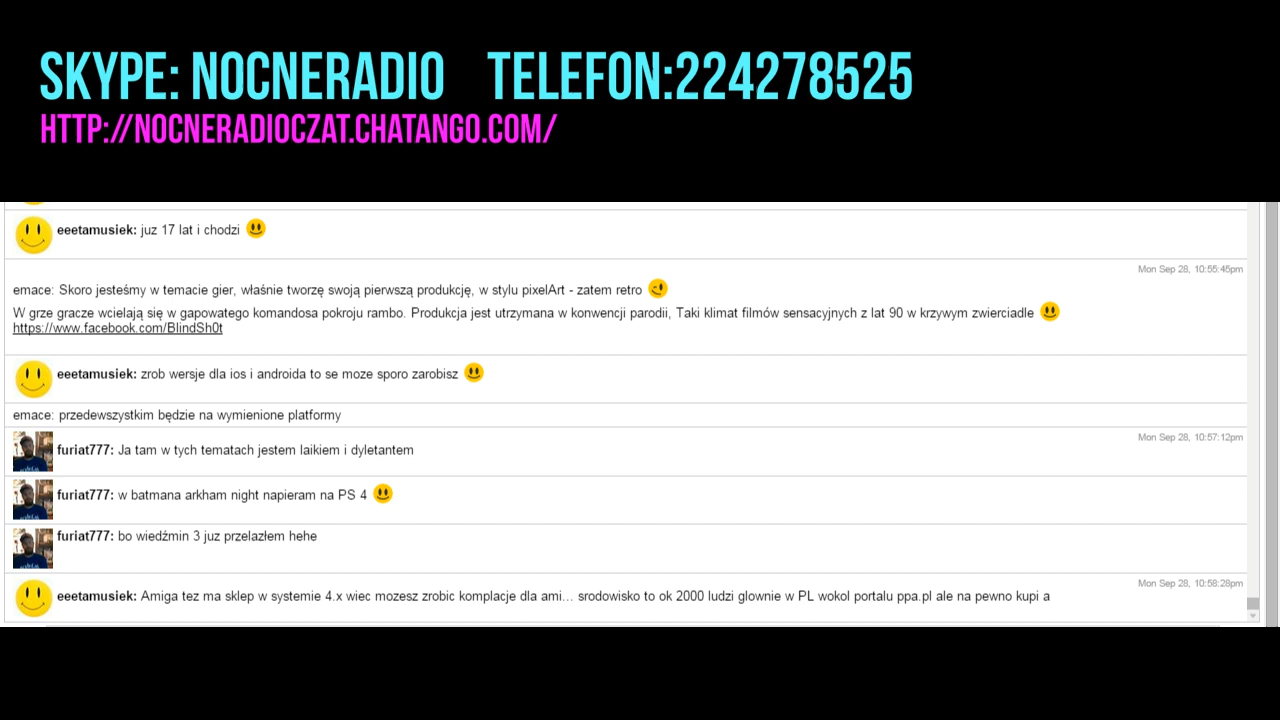 SKYPE: NOCNERADIO TELEFON:224278525
HTTP://NOCNERADIOCZAT.CHATANGO.COM/
eeetamusiek: juz 17 lat i chodzi
Mon Sep 28, 10:55:45pm
emace: Skoro jesteśmy w temacie gier, właśnie tworzę swoją pierwszą produkcję, w stylu pixelArt - zatem retro
W grze gracze wcielają się w gapowatego komandosa pokroju rambo. Produkcja jest utrzymana w konwencji parodii, Taki klimat filmów sensacyjnych z lat 90 w krzywym zwierciadle
https://www.facebook.com/BlindSh0t
eeetamusiek: zrob wersje dla ios i androida to se moze sporo zarobisz
emace: przedewszystkim będzie na wymienione platformy
Mon Sep 28, 10:57:12pm
furiat777: Ja tam w tych tematach jestem laikiem i dyletantem
furiat777: w batmana arkham night napieram na PS 4
furiat777: bo wiedźmin 3 juz przelazłem hehe
Mon Sep 28, 10:58:28pm
eeetamusiek: Amiga tez ma sklep w systemie 4.x wiec mozesz zrobic komplacje dla ami... srodowisko to ok 2000 ludzi glownie w PL wokol portalu ppa.pl ale na pewno kupi a